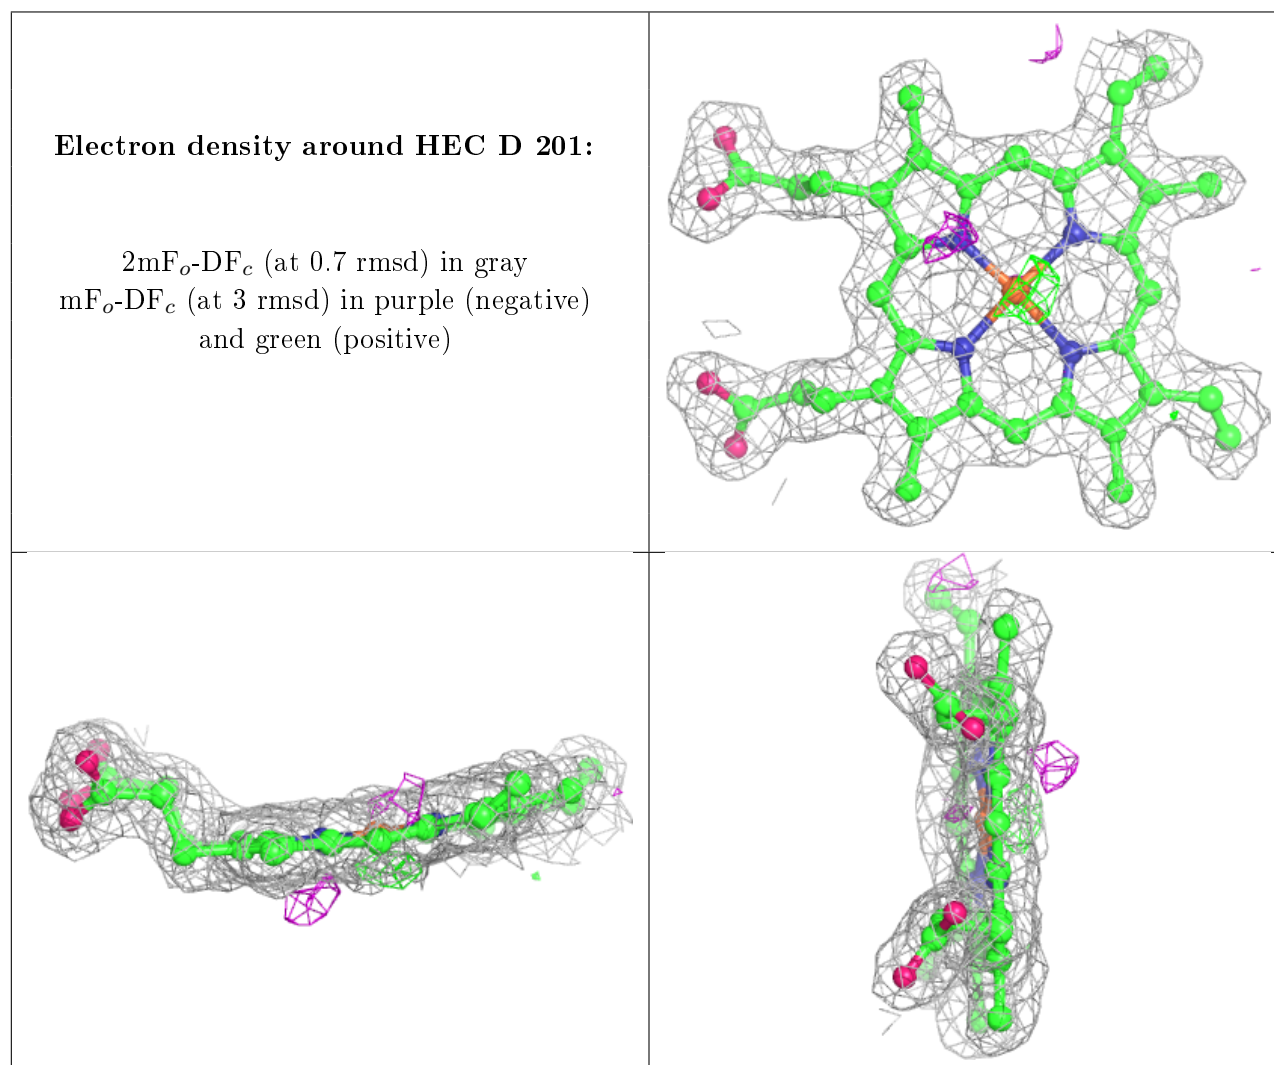 Electron density around HEC D 201:
2mFo-DFc (at 0.7 rmsd) in gray
mFo-DFc (at 3 rmsd) in purple (negative)
and green (positive)